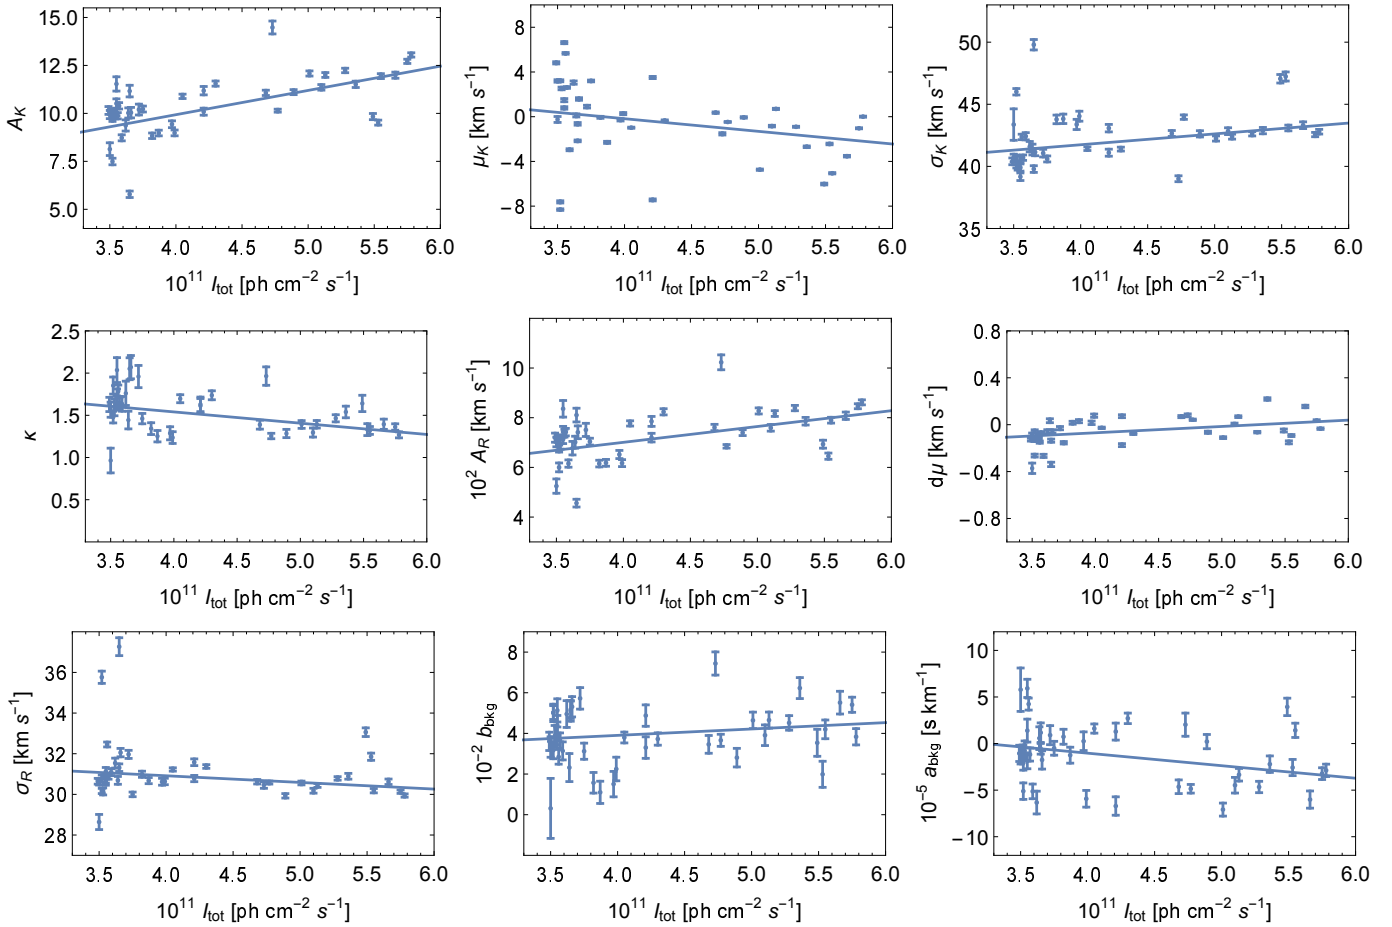 15.0
12.5
10.0
7.5
5.0
A_K
3.5 4.0 4.5 5.0 5.5 6.0
10^11 I_tot [ph cm^−2 s^−1]
8
4
0
−4
−8
μ_K [km s^−1]
3.5 4.0 4.5 5.0 5.5 6.0
10^11 I_tot [ph cm^−2 s^−1]
50
45
40
35
σ_K [km s^−1]
3.5 4.0 4.5 5.0 5.5 6.0
10^11 I_tot [ph cm^−2 s^−1]
2.5
2.
1.5
1.0
0.5
κ
3.5 4.0 4.5 5.0 5.5 6.0
10^11 I_tot [ph cm^−2 s^−1]
10
8
6
4
10^2 A_R [km s^−1]
3.5 4.0 4.5 5.0 5.5 6.0
10^11 I_tot [ph cm^−2 s^−1]
0.8
0.4
0
−0.4
−0.8
dμ [km s^−1]
3.5 4.0 4.5 5.0 5.5 6.0
10^11 I_tot [ph cm^−2 s^−1]
36
34
32
30
28
σ_R [km s^−1]
3.5 4.0 4.5 5.0 5.5 6.0
10^11 I_tot [ph cm^−2 s^−1]
8
6
4
2
0
10^−2 b_bkg
3.5 4.0 4.5 5.0 5.5 6.0
10^11 I_tot [ph cm^−2 s^−1]
10
5
0
−5
−10
10^−5 a_bkg [s km^−1]
3.5 4.0 4.5 5.0 5.5 6.0
10^11 I_tot [ph cm^−2 s^−1]